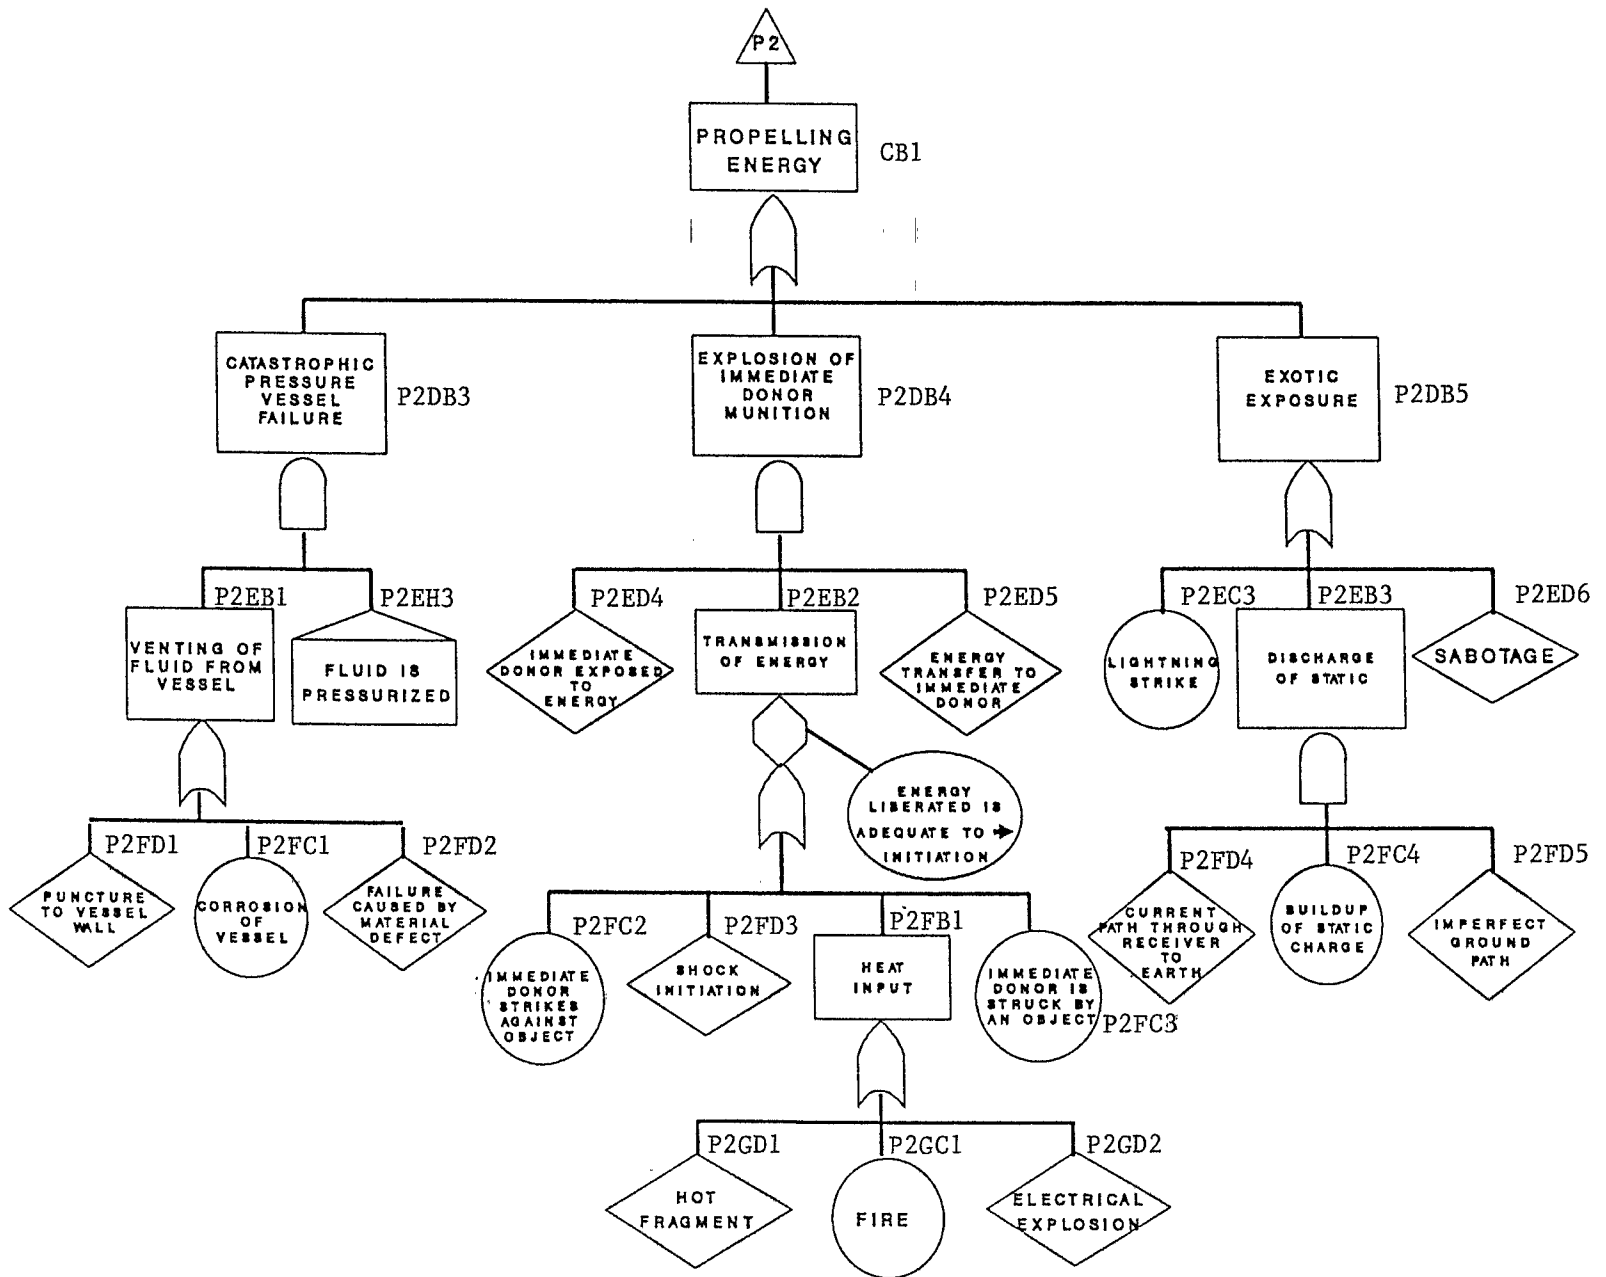 P2
PROPELLING
ENERGY
CB1
CATASTROPHIC
PRESSURE
VESSEL
FAILURE
P2DB3
EXPLOSION OF
IMMEDIATE
DONOR
MUNITION
P2DB4
EXOTIC
EXPOSURE
P2DB5
P2EB1
VENTING OF
FLUID FROM
VESSEL
P2EH3
FLUID IS
PRESSURIZED
P2ED4
IMMEDIATE
DONOR EXPOSED
TO
ENERGY
P2EB2
TRANSMISSION
OF ENERGY
P2ED5
ENERGY
TRANSFER TO
IMMEDIATE
DONOR
P2EC3
LIGHTNING
STRIKE
P2EB3
DISCHARGE
OF STATIC
P2ED6
SABOTAGE
ENERGY
LIBERATED IS
ADEQUATE TO
INITIATION
P2FD1
PUNCTURE
TO VESSEL
WALL
P2FC1
CORROSION
OF
VESSEL
P2FD2
FAILURE
CAUSED BY
MATERIAL
DEFECT
P2FC2
IMMEDIATE
DONOR
STRIKES
AGAINST
OBJECT
P2FD3
SHOCK
INITIATION
P2FB1
HEAT
INPUT
IMMEDIATE
DONOR IS
STRUCK BY
AN OBJECT
P2FC3
P2FD4
CURRENT
PATH THROUGH
RECEIVER
TO
EARTH
P2FC4
BUILDUP
OF STATIC
CHARGE
P2FD5
IMPERFECT
GROUND
PATH
P2GD1
HOT
FRAGMENT
P2GC1
FIRE
P2GD2
ELECTRICAL
EXPLOSION